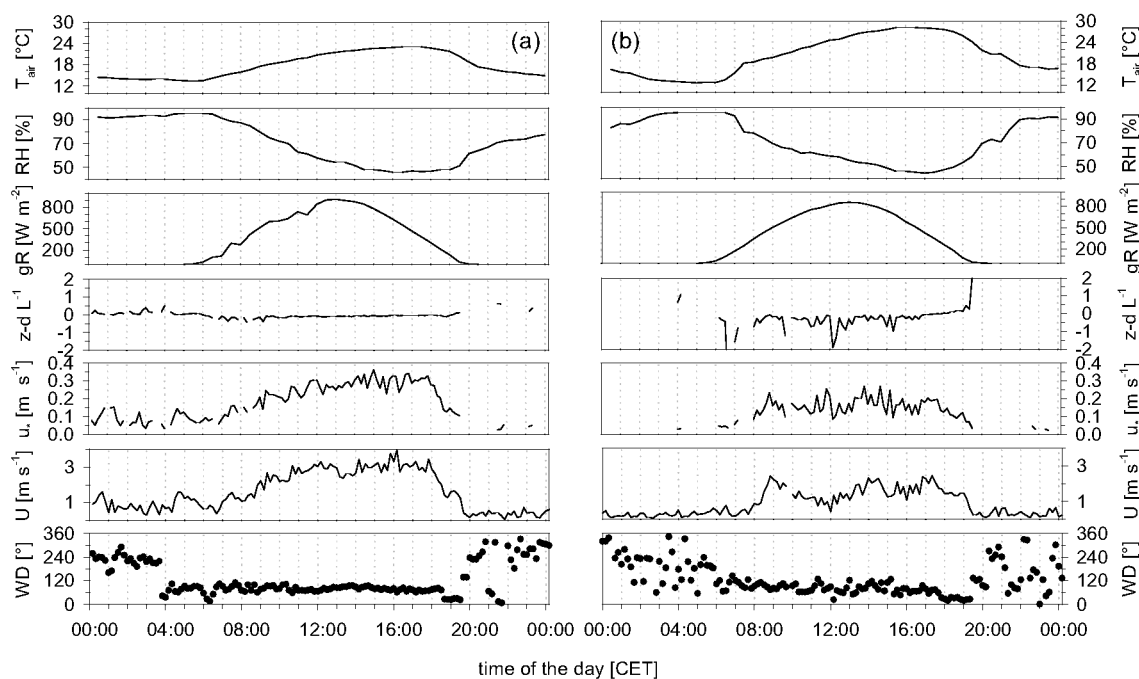 30
24
18
12
T air [°C]
(a)
90
70
50
RH [%]
800
500
200
gR [W m-2]
2
1
0
-1
-2
z-d L-1
0.4
0.3
0.2
0.1
0.0
u* [m s-1]
3
1
U [m s-1]
360
240
120
0
WD [°]
00:00 04:00 08:00 12:00 16:00 20:00 00:00
(b)
30
24
18
12
T air [°C]
90
70
50
RH [%]
800
500
200
gR [W m-2]
2
1
0
-1
-2
z-d L-1
0.4
0.3
0.2
0.1
0.0
u* [m s-1]
3
1
U [m s-1]
360
240
120
0
WD [°]
00:00 04:00 08:00 12:00 16:00 20:00 00:00
time of the day [CET]